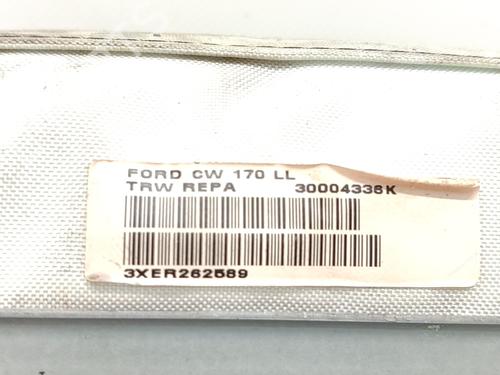 FORD CW 170 LL
TRW REPA 30004336K
3XER262589